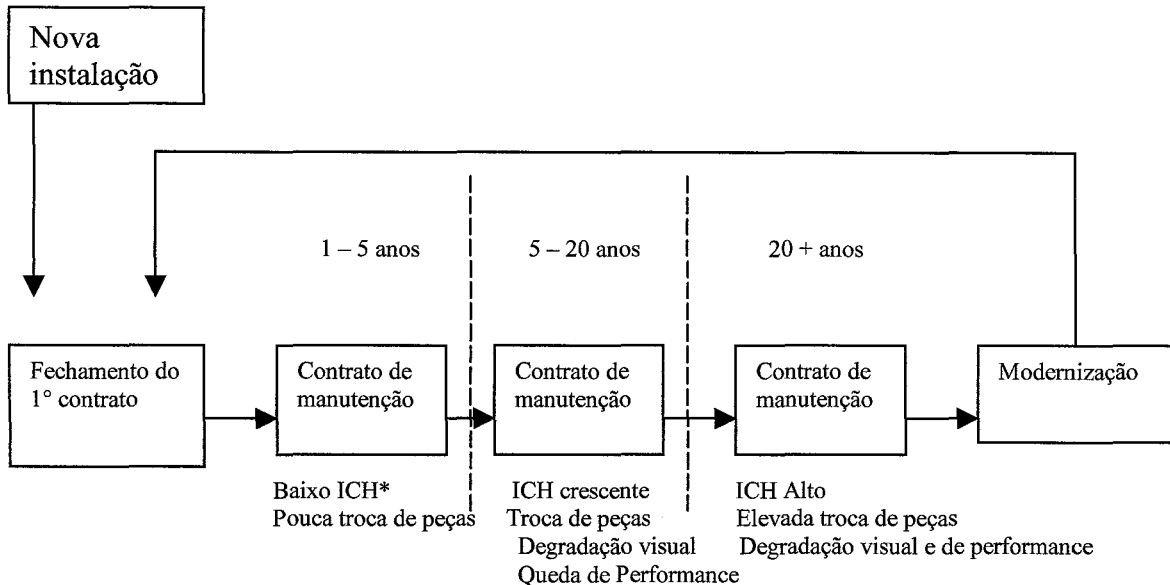 Nova
instalação
1 – 5 anos
5 – 20 anos
20 + anos
Fechamento do
1° contrato
Contrato de
manutenção
Contrato de
manutenção
Contrato de
manutenção
Modernização
Baixo ICH*
Pouca troca de peças
ICH crescente
Troca de peças
Degradação visual
Queda de Performance
ICH Alto
Elevada troca de peças
Degradação visual e de performance